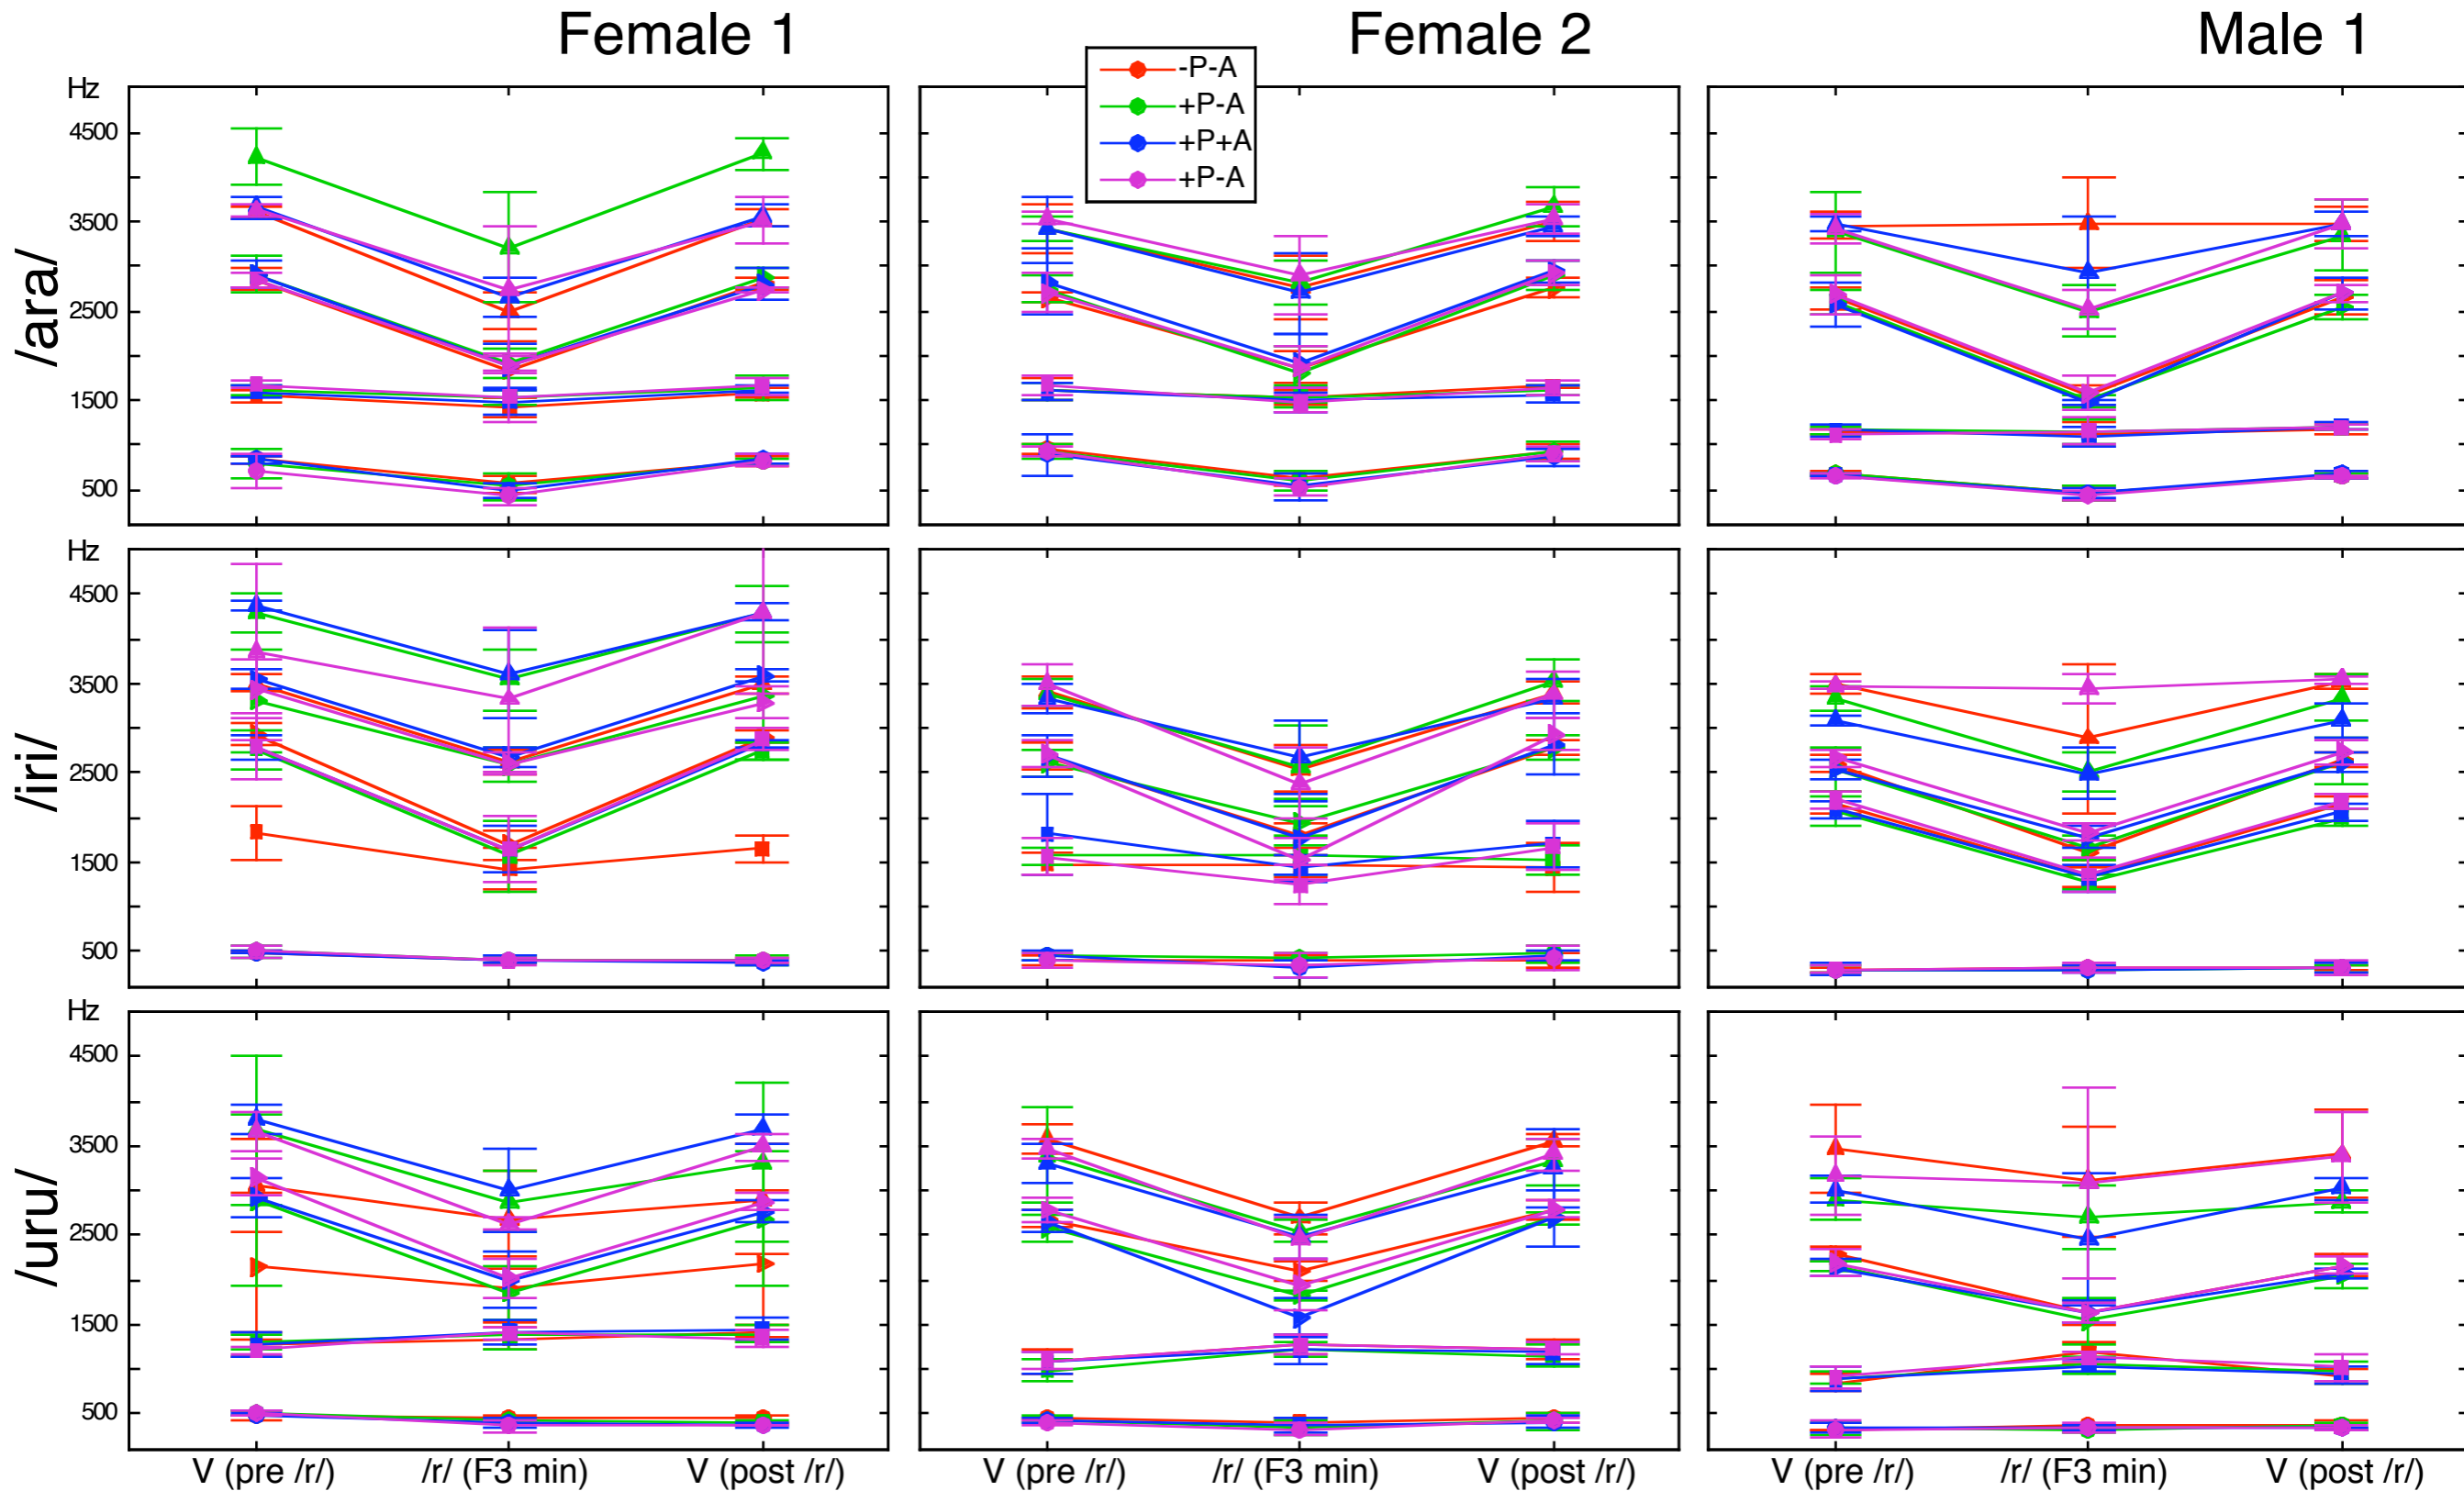 Female 1
Female 2
Male 1
-P-A
+P-A
+P+A
+P-A
/ara/
Hz
4500
3500
2500
1500
500
/iri/
Hz
4500
3500
2500
1500
500
/uru/
Hz
4500
3500
2500
1500
500
V (pre /r/)
/r/ (F3 min)
V (post /r/)
V (pre /r/)
/r/ (F3 min)
V (post /r/)
V (pre /r/)
/r/ (F3 min)
V (post /r/)